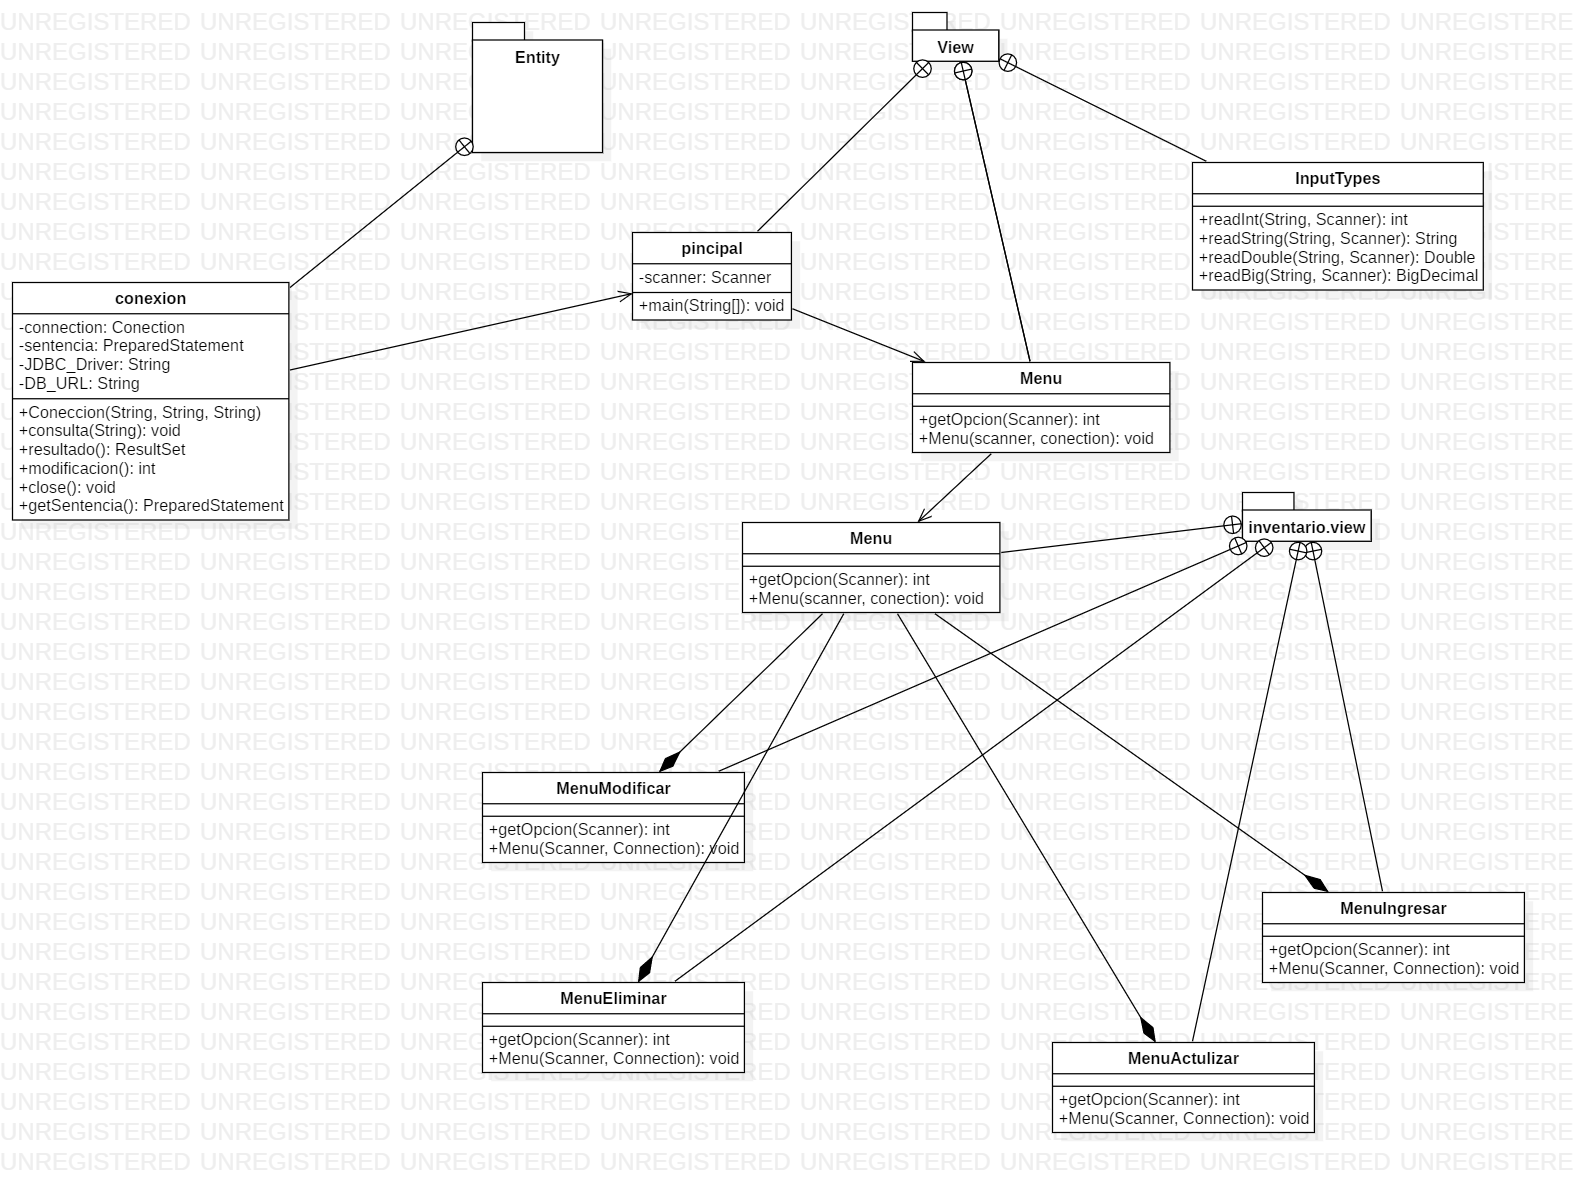 Entity
View
InputTypes
+readInt(String, Scanner): int
+readString(String, Scanner): String
+readDouble(String, Scanner): Double
+readBig(String, Scanner): BigDecimal
pincipal
-scanner: Scanner
+main(String[]): void
conexion
-connection: Conection
-sentencia: PreparedStatement
-JDBC_Driver: String
-DB_URL: String
+Coneccion(String, String, String)
+consulta(String): void
+resultado(): ResultSet
+modificacion(): int
+close(): void
+getSentencia(): PreparedStatement
Menu
+getOpcion(Scanner): int
+Menu(scanner, conection): void
inventario.view
Menu
+getOpcion(Scanner): int
+Menu(scanner, conection): void
MenuModificar
+getOpcion(Scanner): int
+Menu(Scanner, Connection): void
MenuIngresar
+getOpcion(Scanner): int
+Menu(Scanner, Connection): void
MenuEliminar
+getOpcion(Scanner): int
+Menu(Scanner, Connection): void
MenuActulizar
+getOpcion(Scanner): int
+Menu(Scanner, Connection): void
UNREGISTERED